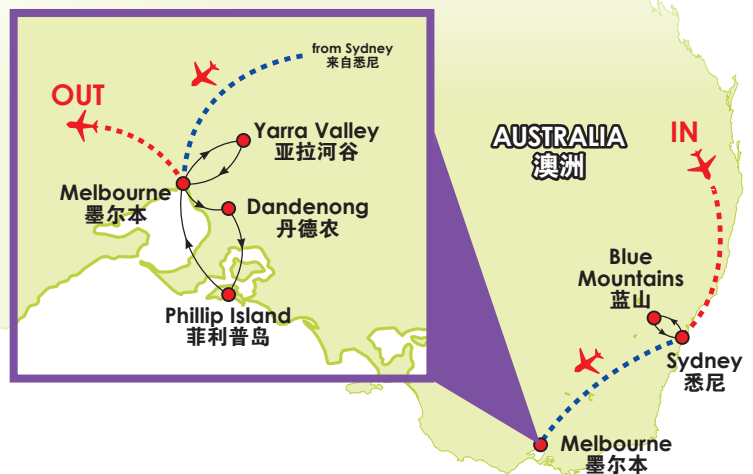 from Sydney
来自悉尼
OUT
Yarra Valley
亚拉河谷
Melbourne
墨尔本
Dandenong
丹德农
Phillip Island
菲利普岛
AUSTRALIA
澳洲
IN
Blue
Mountains
蓝山
Sydney
悉尼
Melbourne
墨尔本